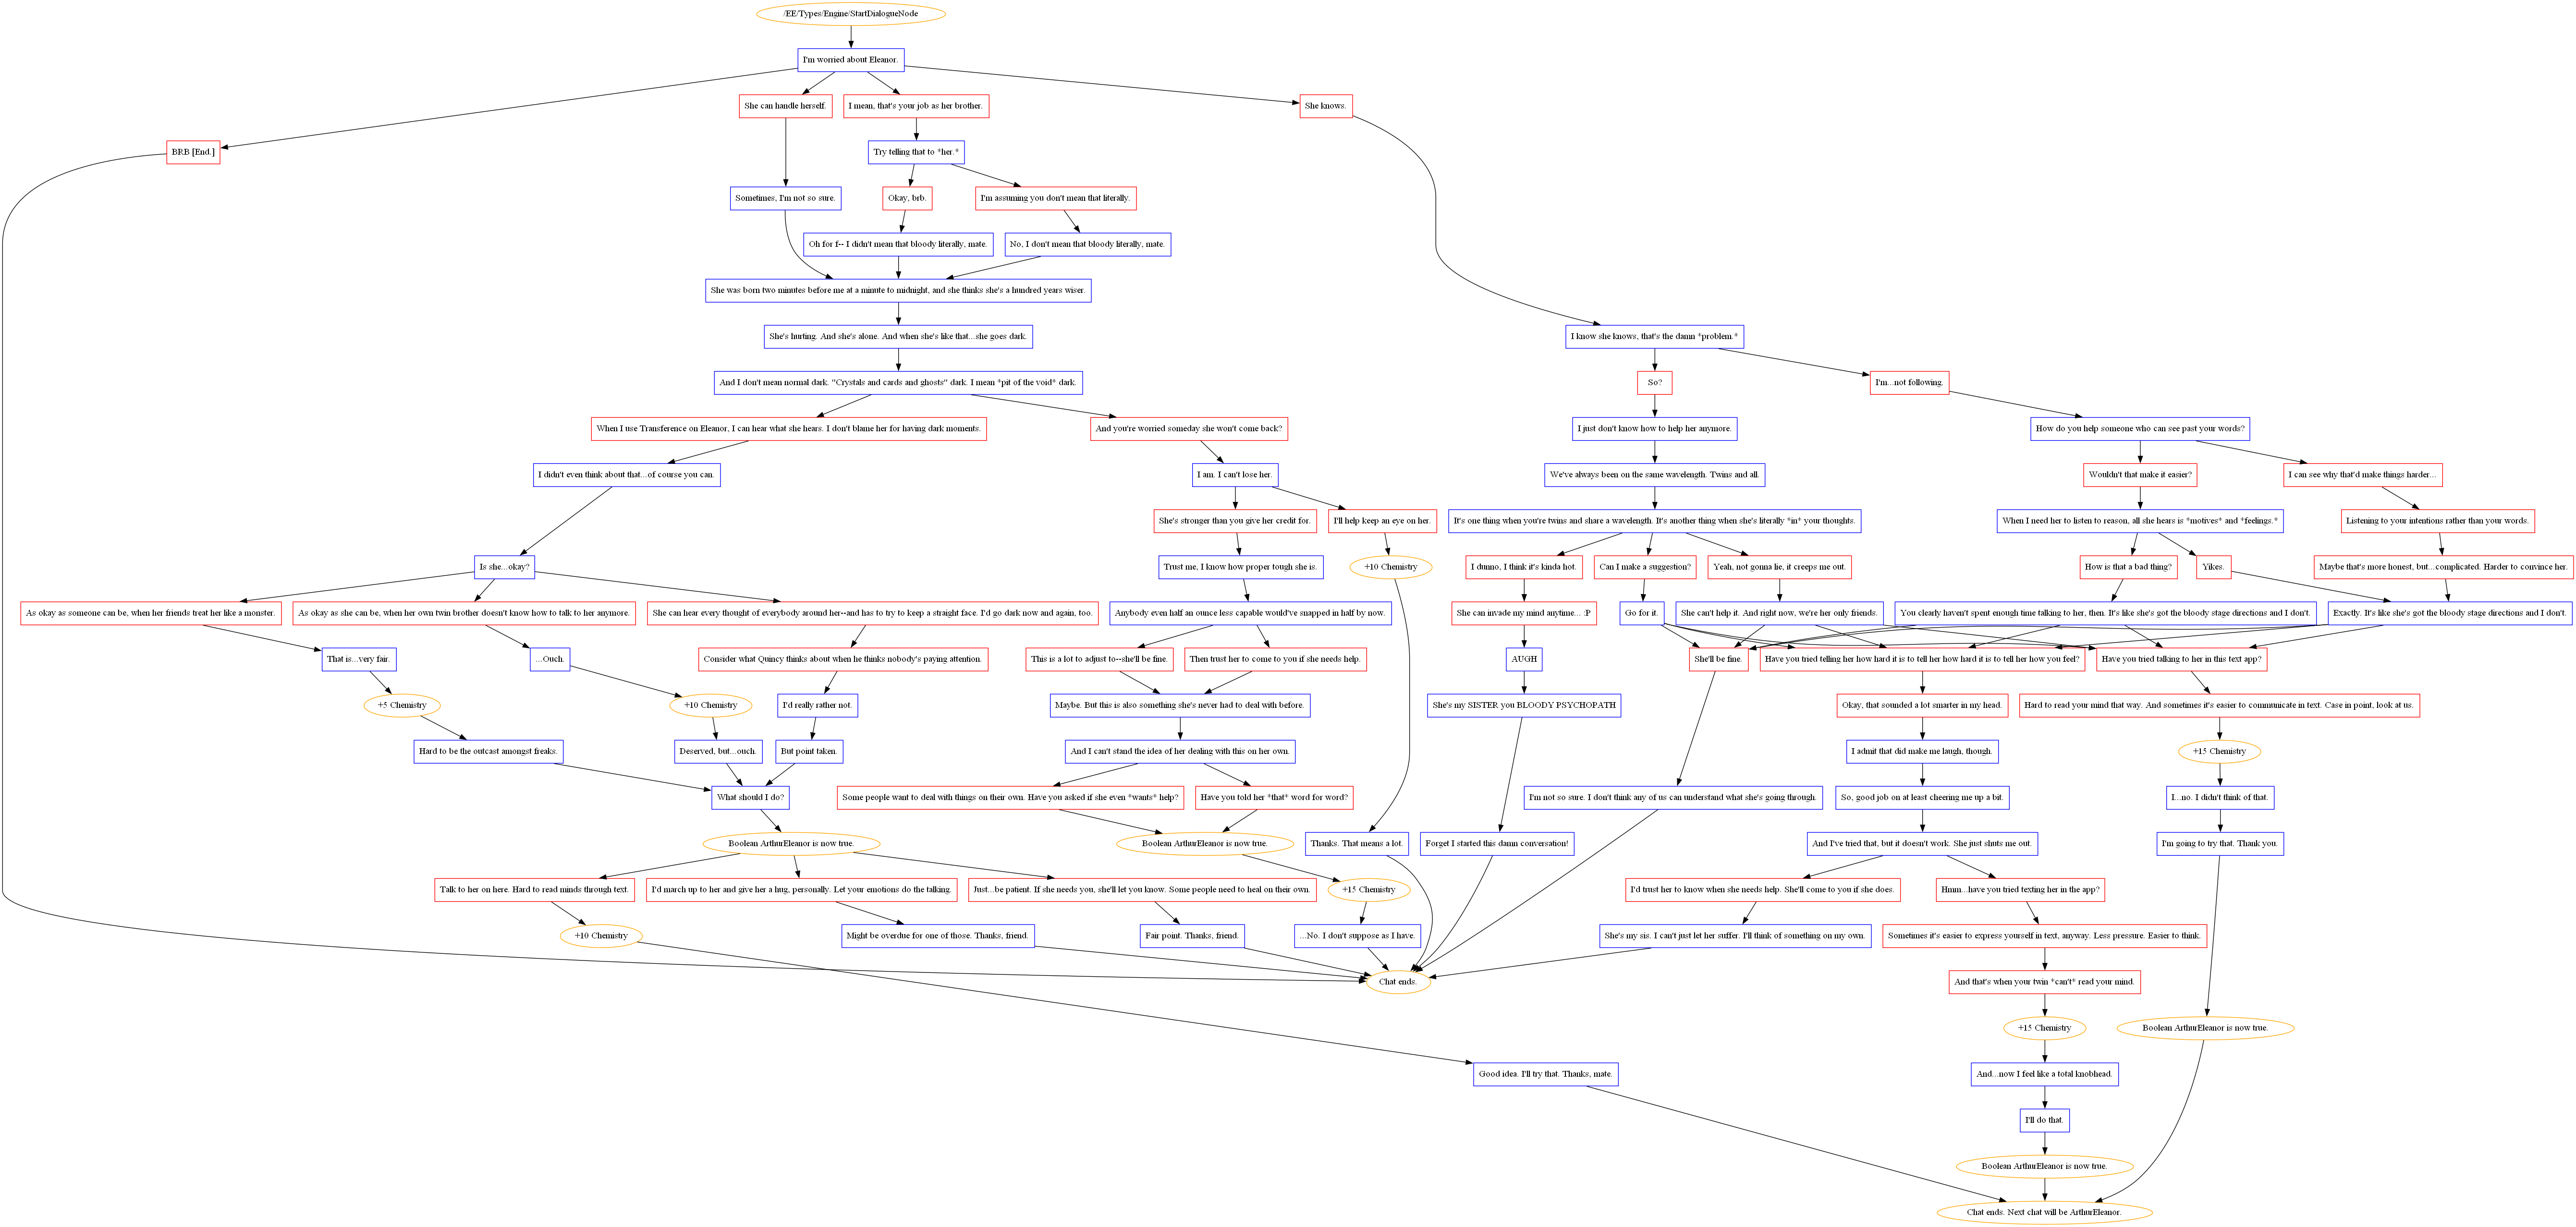 /EE/Types/Engine/StartDialogueNode
I'm worried about Eleanor.
She can handle herself.
I mean, that's your job as her brother.
She knows.
BRB [End.]
Try telling that to *her.*
Sometimes, I'm not so sure.
Okay, brb.
I'm assuming you don't mean that literally.
Oh for f-- I didn't mean that bloody literally, mate.
No, I don't mean that bloody literally, mate.
She was born two minutes before me at a minute to midnight, and she thinks she's a hundred years wiser.
She's hurting. And she's alone. And when she's like that...she goes dark.
I know she knows, that's the damn *problem.*
And I don't mean normal dark. "Crystals and cards and ghosts" dark. I mean *pit of the void* dark.
So?
I'm...not following.
When I use Transference on Eleanor, I can hear what she hears. I don't blame her for having dark moments.
And you're worried someday she won't come back?
I just don't know how to help her anymore.
How do you help someone who can see past your words?
I didn't even think about that...of course you can.
I am. I can't lose her.
We've always been on the same wavelength. Twins and all.
Wouldn't that make it easier?
I can see why that'd make things harder...
She's stronger than you give her credit for.
I'll help keep an eye on her.
It's one thing when you're twins and share a wavelength. It's another thing when she's literally *in* your thoughts.
When I need her to listen to reason, all she hears is *motives* and *feelings.*
Listening to your intentions rather than your words.
Is she...okay?
Trust me, I know how proper tough she is.
+10 Chemistry
I dunno, I think it's kinda hot.
Can I make a suggestion?
Yeah, not gonna lie, it creeps me out.
How is that a bad thing?
Yikes.
Maybe that's more honest, but...complicated. Harder to convince her.
As okay as someone can be, when her friends treat her like a monster.
As okay as she can be, when her own twin brother doesn't know how to talk to her anymore.
She can hear every thought of everybody around her--and has to try to keep a straight face. I'd go dark now and again, too.
Anybody even half an ounce less capable would've snapped in half by now.
She can invade my mind anytime... :P
Go for it.
She can't help it. And right now, we're her only friends.
You clearly haven't spent enough time talking to her, then. It's like she's got the bloody stage directions and I don't.
Exactly. It's like she's got the bloody stage directions and I don't.
That is...very fair.
...Ouch.
Consider what Quincy thinks about when he thinks nobody's paying attention.
This is a lot to adjust to--she'll be fine.
Then trust her to come to you if she needs help.
AUGH
She'll be fine.
Have you tried telling her how hard it is to tell her how hard it is to tell her how you feel?
Have you tried talking to her in this text app?
+5 Chemistry
+10 Chemistry
I'd really rather not.
Maybe. But this is also something she's never had to deal with before.
She's my SISTER you BLOODY PSYCHOPATH
Okay, that sounded a lot smarter in my head.
Hard to read your mind that way. And sometimes it's easier to communicate in text. Case in point, look at us.
Hard to be the outcast amongst freaks.
Deserved, but...ouch.
But point taken.
And I can't stand the idea of her dealing with this on her own.
I admit that did make me laugh, though.
+15 Chemistry
What should I do?
Some people want to deal with things on their own. Have you asked if she even *wants* help?
Have you told her *that* word for word?
I'm not so sure. I don't think any of us can understand what she's going through.
So, good job on at least cheering me up a bit.
I...no. I didn't think of that.
Boolean ArthurEleanor is now true.
Boolean ArthurEleanor is now true.
Thanks. That means a lot.
Forget I started this damn conversation!
And I've tried that, but it doesn't work. She just shuts me out.
I'm going to try that. Thank you.
Talk to her on here. Hard to read minds through text.
I'd march up to her and give her a hug, personally. Let your emotions do the talking.
Just...be patient. If she needs you, she'll let you know. Some people need to heal on their own.
+15 Chemistry
I'd trust her to know when she needs help. She'll come to you if she does.
Hmm...have you tried texting her in the app?
+10 Chemistry
Might be overdue for one of those. Thanks, friend.
Fair point. Thanks, friend.
...No. I don't suppose as I have.
She's my sis. I can't just let her suffer. I'll think of something on my own.
Sometimes it's easier to express yourself in text, anyway. Less pressure. Easier to think.
Chat ends.
And that's when your twin *can't* read your mind.
+15 Chemistry
Boolean ArthurEleanor is now true.
Good idea. I'll try that. Thanks, mate.
And...now I feel like a total knobhead.
I'll do that.
Boolean ArthurEleanor is now true.
Chat ends. Next chat will be ArthurEleanor.